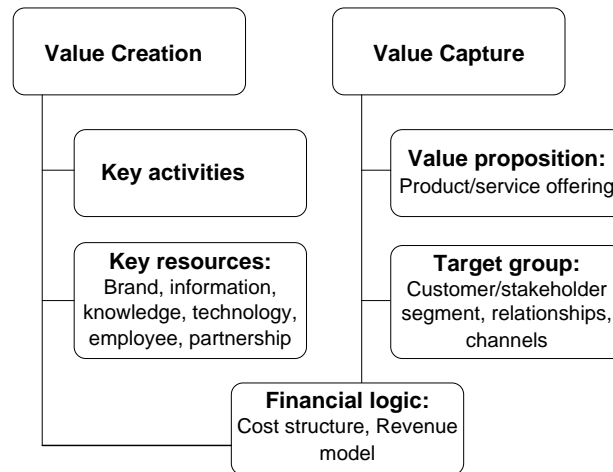 Value Creation
Value Capture
Key activities
Value proposition:
Product/service offering
Key resources:
Brand, information,
knowledge, technology,
employee, partnership
Target group:
Customer/stakeholder
segment, relationships,
channels
Financial logic:
Cost structure, Revenue
model